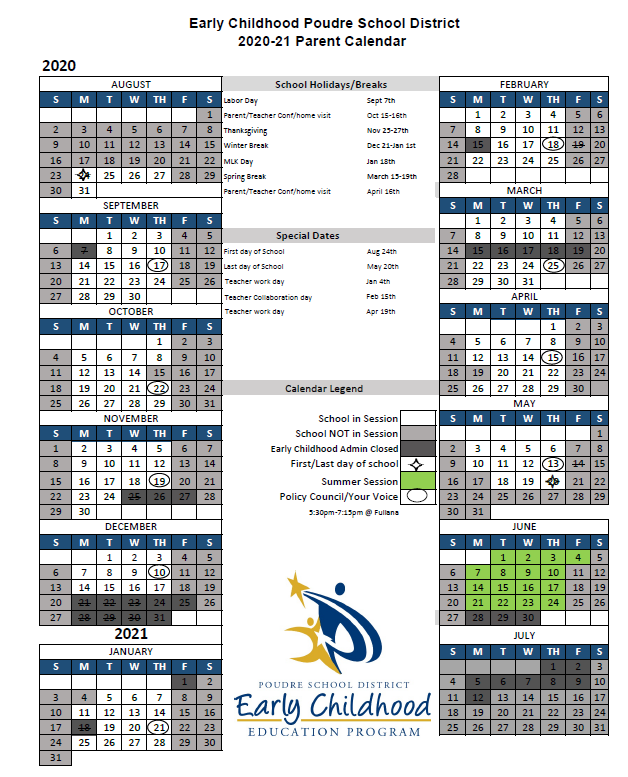 Early Childhood Poudre School District
2020-21 Parent Calendar
2020
AUGUST
S M T W TH F S
1
2 3 4 5 6 7 8
9 10 11 12 13 14 15
16 17 18 19 20 21 22
23 24 25 26 27 28 29
30 31
SEPTEMBER
S M T W TH F S
1 2 3 4 5
6 7 8 9 10 11 12
13 14 15 16 17 18 19
20 21 22 23 24 25 26
27 28 29 30
OCTOBER
S M T W TH F S
1 2 3
4 5 6 7 8 9 10
11 12 13 14 15 16 17
18 19 20 21 22 23 24
25 26 27 28 29 30 31
NOVEMBER
S M T W TH F S
1 2 3 4 5 6 7
8 9 10 11 12 13 14
15 16 17 18 19 20 21
22 23 24 25 26 27 28
29 30
DECEMBER
S M T W TH F S
1 2 3 4 5
6 7 8 9 10 11 12
13 14 15 16 17 18 19
20 21 22 23 24 25 26
27 28 29 30 31
2021
JANUARY
S M T W TH F S
1 2
3 4 5 6 7 8 9
10 11 12 13 14 15 16
17 18 19 20 21 22 23
24 25 26 27 28 29 30
31
School Holidays/Breaks
Labor Day Sept 7th
Parent/Teacher Conf/home visit Oct 15-16th
Thanksgiving Nov 25-27th
Winter Break Dec 21-Jan 1st
MLK Day Jan 18th
Spring Break March 15-19th
Parent/Teacher Conf/home visit April 16th
Special Dates
First day of School Aug 24th
Last day of School May 20th
Teacher work day Jan 4th
Teacher Collaboration day Feb 15th
Teacher work day Apr 19th
Calendar Legend
School in Session
School NOT in Session
Early Childhood Admin Closed
First/Last day of school
Summer Session
Policy Council/Your Voice
5:30pm-7:15pm @ Fullana
POUDRE SCHOOL DISTRICT
Early Childhood
EDUCATION PROGRAM
FEBRUARY
S M T W TH F S
1 2 3 4 5 6
7 8 9 10 11 12 13
14 15 16 17 18 19 20
21 22 23 24 25 26 27
28
MARCH
S M T W TH F S
1 2 3 4 5 6
7 8 9 10 11 12 13
14 15 16 17 18 19 20
21 22 23 24 25 26 27
28 29 30 31
APRIL
S M T W TH F S
1 2 3
4 5 6 7 8 9 10
11 12 13 14 15 16 17
18 19 20 21 22 23 24
25 26 27 28 29 30
MAY
S M T W TH F S
1
2 3 4 5 6 7 8
9 10 11 12 13 14 15
16 17 18 19 20 21 22
23 24 25 26 27 28 29
30 31
JUNE
S M T W TH F S
1 2 3 4 5
6 7 8 9 10 11 12
13 14 15 16 17 18 19
20 21 22 23 24 25 26
27 28 29 30
JULY
S M T W TH F S
1 2 3
4 5 6 7 8 9 10
11 12 13 14 15 16 17
18 19 20 21 22 23 24
25 26 27 28 29 30 31